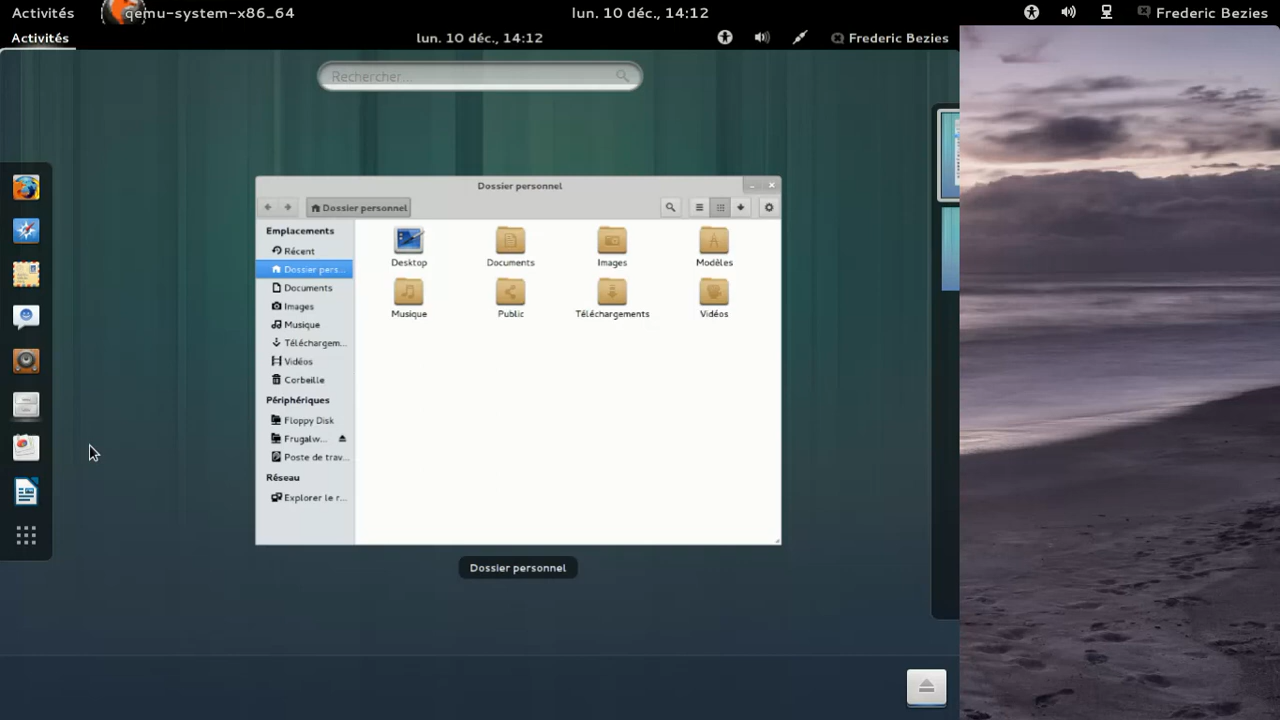 Activités qemu-system-x86_64 lun. 10 déc., 14:12 Frederic Bezies
Activités lun. 10 déc., 14:12 Frederic Bezies
Rechercher...
Dossier personnel
Dossier personnel
Emplacements
Récent
Dossier pers...
Documents
Images
Musique
Téléchargem...
Vidéos
Corbeille
Périphériques
Floppy Disk
Frugalw...
Poste de trav...
Réseau
Explorer le r...
Desktop Documents Images Modèles
Musique Public Téléchargements Vidéos
Dossier personnel